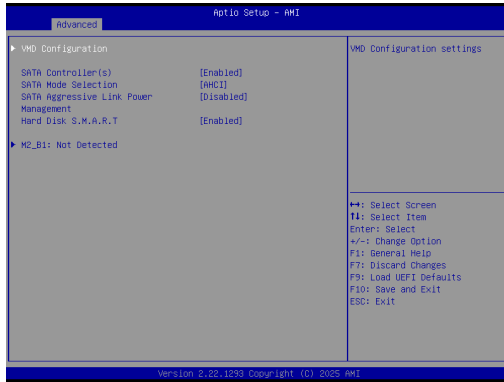 Aptio Setup - AMI
Advanced
VMD Configuration
SATA Controller(s) [Enabled]
SATA Mode Selection [AHCI]
SATA Aggressive Link Power [Disabled]
Management
Hard Disk S.M.A.R.T [Enabled]
M2_B1: Not Detected
VMD Configuration settings
↔: Select Screen
↑↓: Select Item
Enter: Select
+/-: Change Option
F1: General Help
F7: Discard Changes
F9: Load UEFI Defaults
F10: Save and Exit
ESC: Exit
Version 2.22.1293 Copyright (C) 2025 AMI